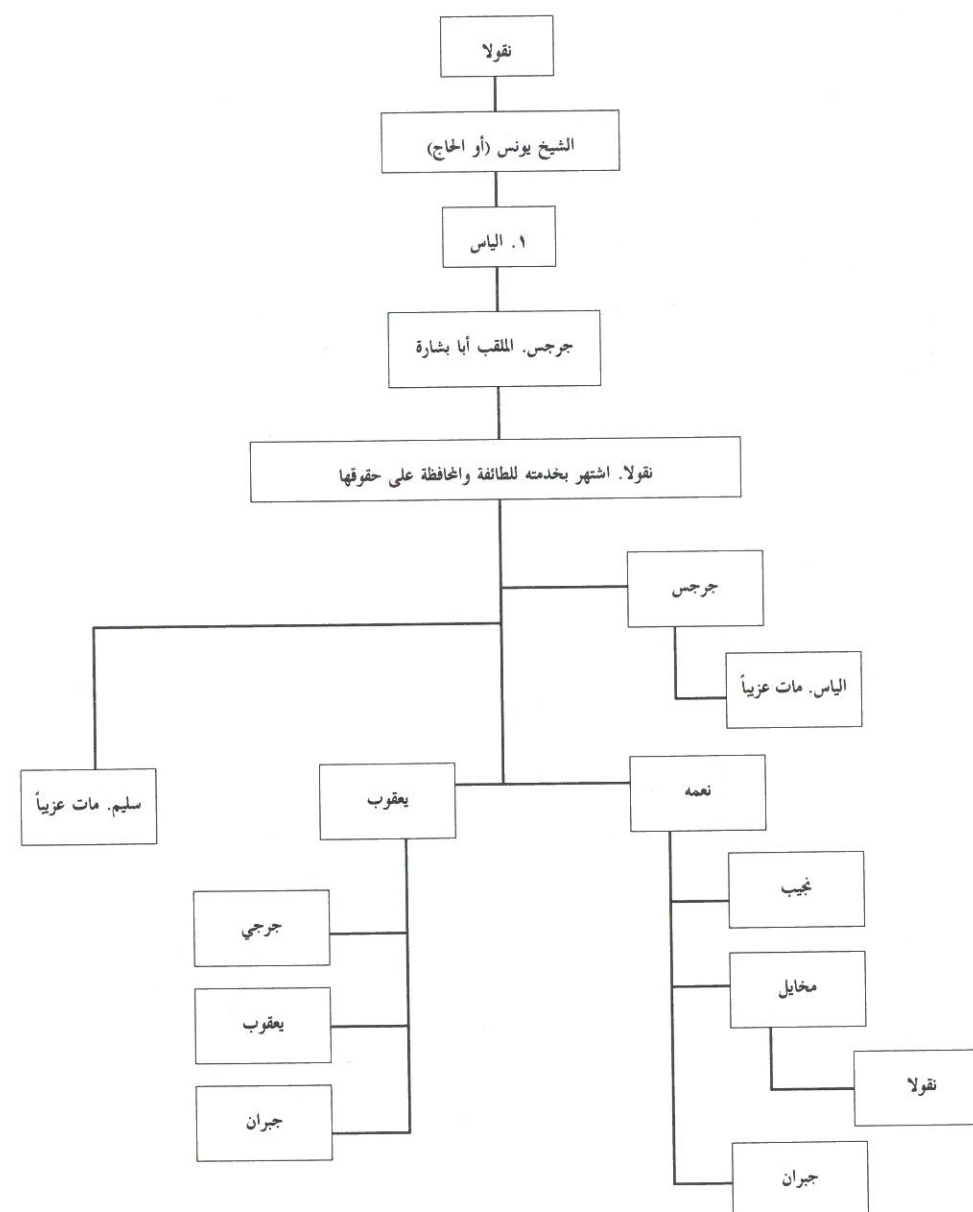 نقولا
الشيخ يونس (أو الحاج)
١. الياس
جرجس. الملقب أبا بشارة
نقولا. اشتهر بخدمته للطائفة والمحافظة على حقوقها
جرجس
الياس. مات عزيباً
نعمه
يعقوب
سليم. مات عزيباً
نجيب
مخايل
نقولا
جبران
جرجي
يعقوب
جبران